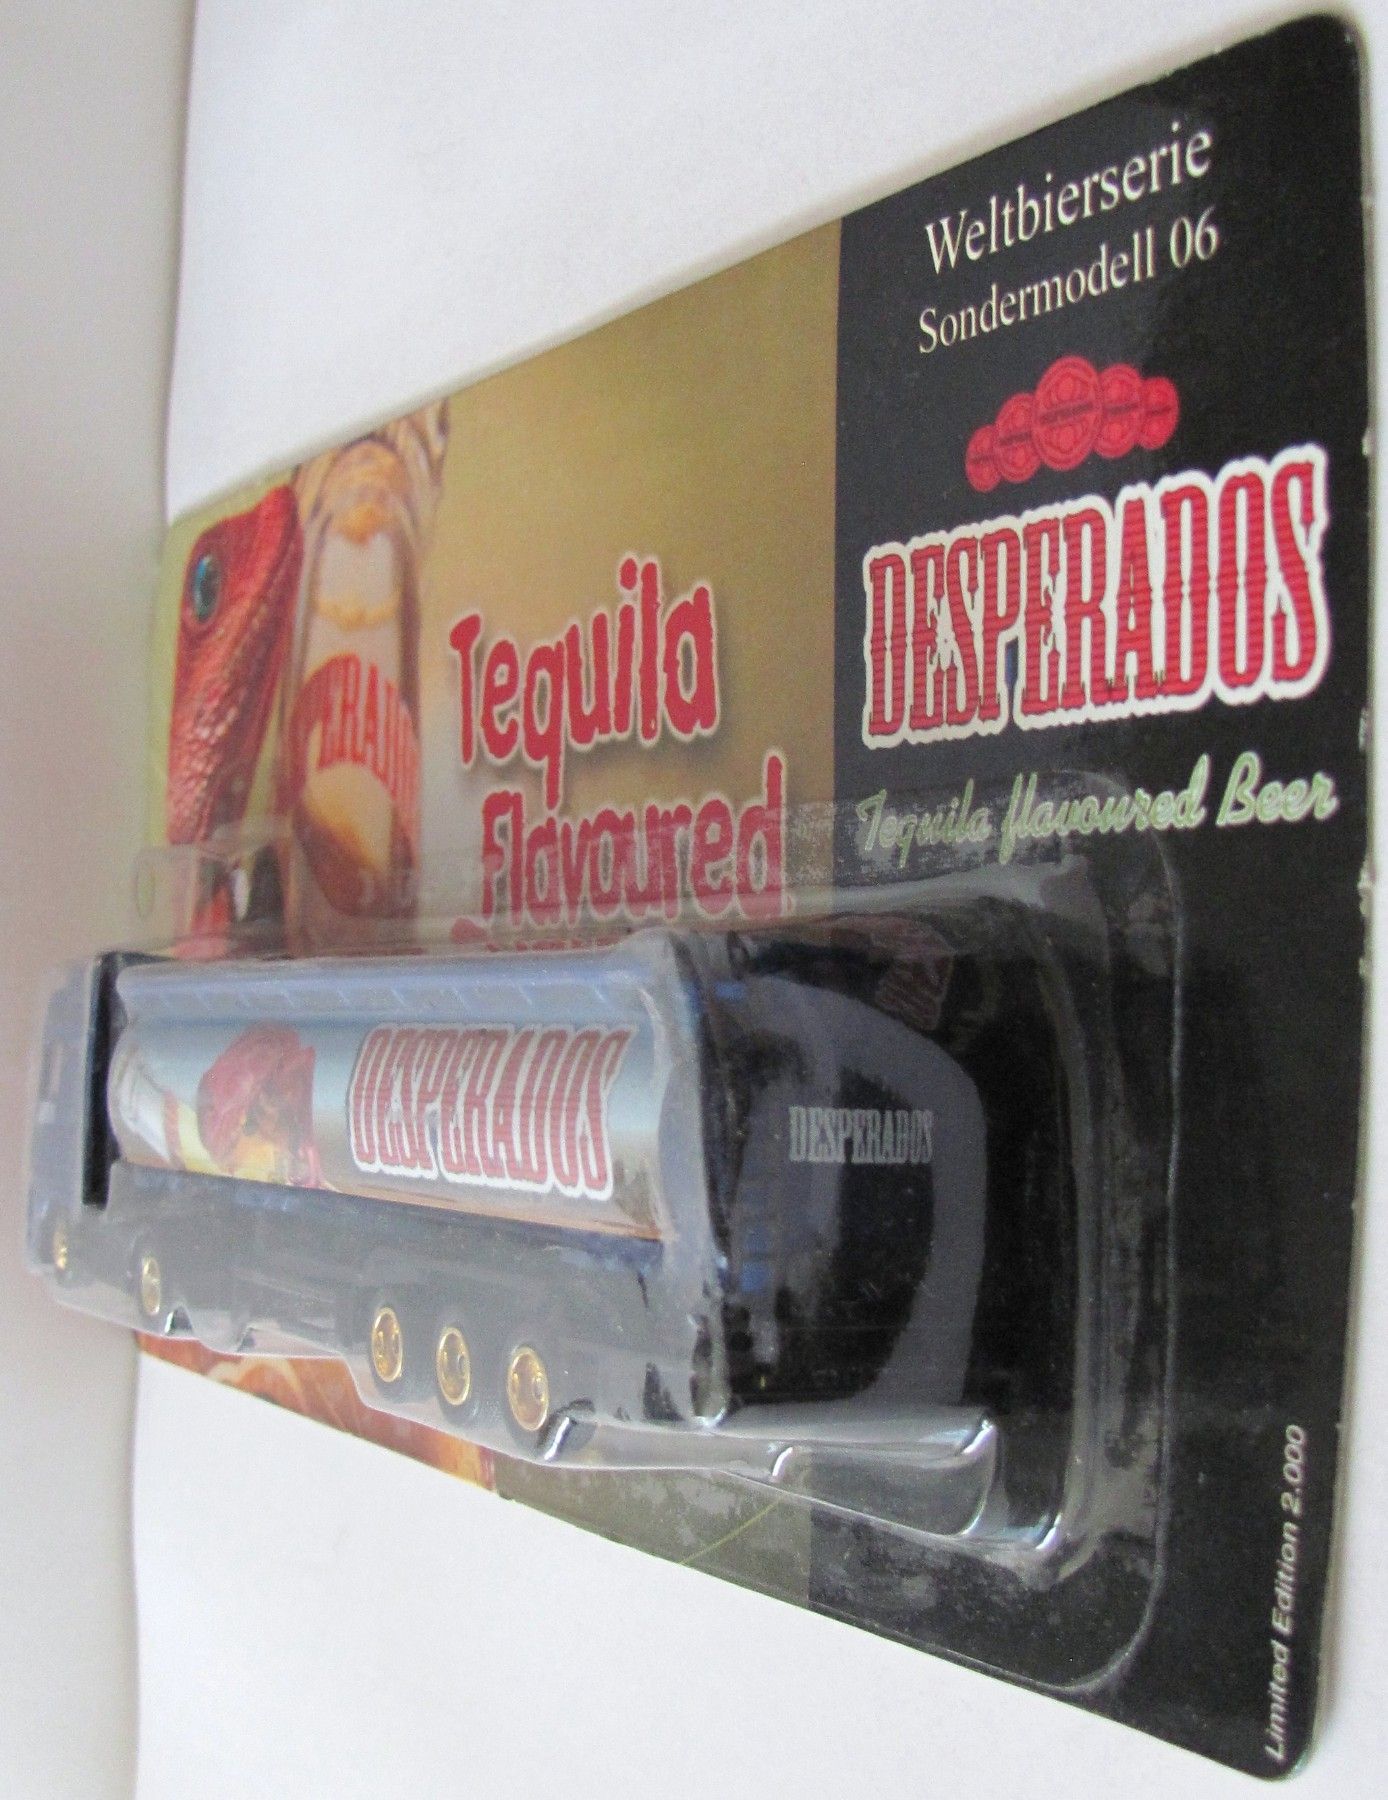 Weltbierserie
Sondermodell 06
DESPERADOS
Tequila flavoured Beer
Tequila
Flavoured
DESPERADOS
DESPERADOS
Limited Edition 2.000